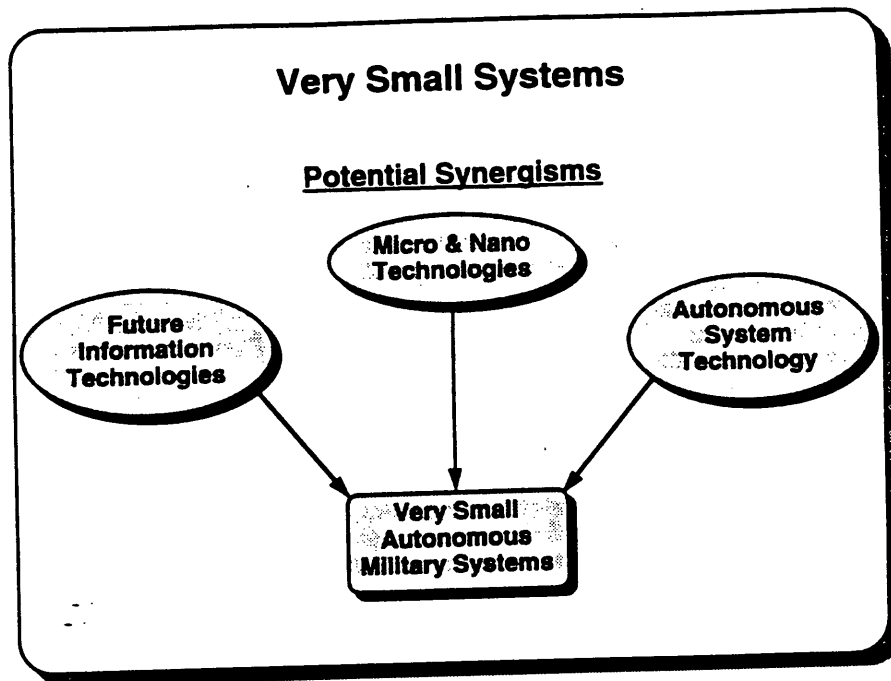 Very Small Systems
Potential Synergisms
Micro & Nano
Technologies
Future
Information
Technologies
Autonomous
System
Technology
Very Small
Autonomous
Military Systems